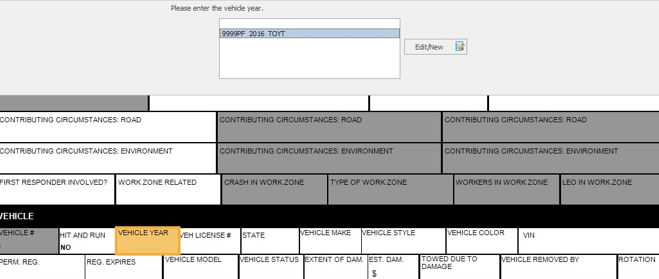 Please enter the vehicle year.
9999PF 2016 TOYT
Edit/New
CONTRIBUTING CIRCUMSTANCES: ROAD CONTRIBUTING CIRCUMSTANCES: ROAD CONTRIBUTING CIRCUMSTANCES: ROAD
CONTRIBUTING CIRCUMSTANCES: ENVIRONMENT CONTRIBUTING CIRCUMSTANCES: ENVIRONMENT CONTRIBUTING CIRCUMSTANCES: ENVIRONMENT
FIRST RESPONDER INVOLVED? WORK ZONE RELATED CRASH IN WORK ZONE TYPE OF WORK ZONE WORKERS IN WORK ZONE LEO IN WORK ZONE
VEHICLE
VEHICLE # HIT AND RUN VEHICLE YEAR VEH LICENSE # STATE VEHICLE MAKE VEHICLE STYLE VEHICLE COLOR VIN
NO
PERM. REG. REG. EXPIRES VEHICLE MODEL VEHICLE STATUS EXTENT OF DAM. EST. DAM. TOWED DUE TO DAMAGE VEHICLE REMOVED BY ROTATION
$